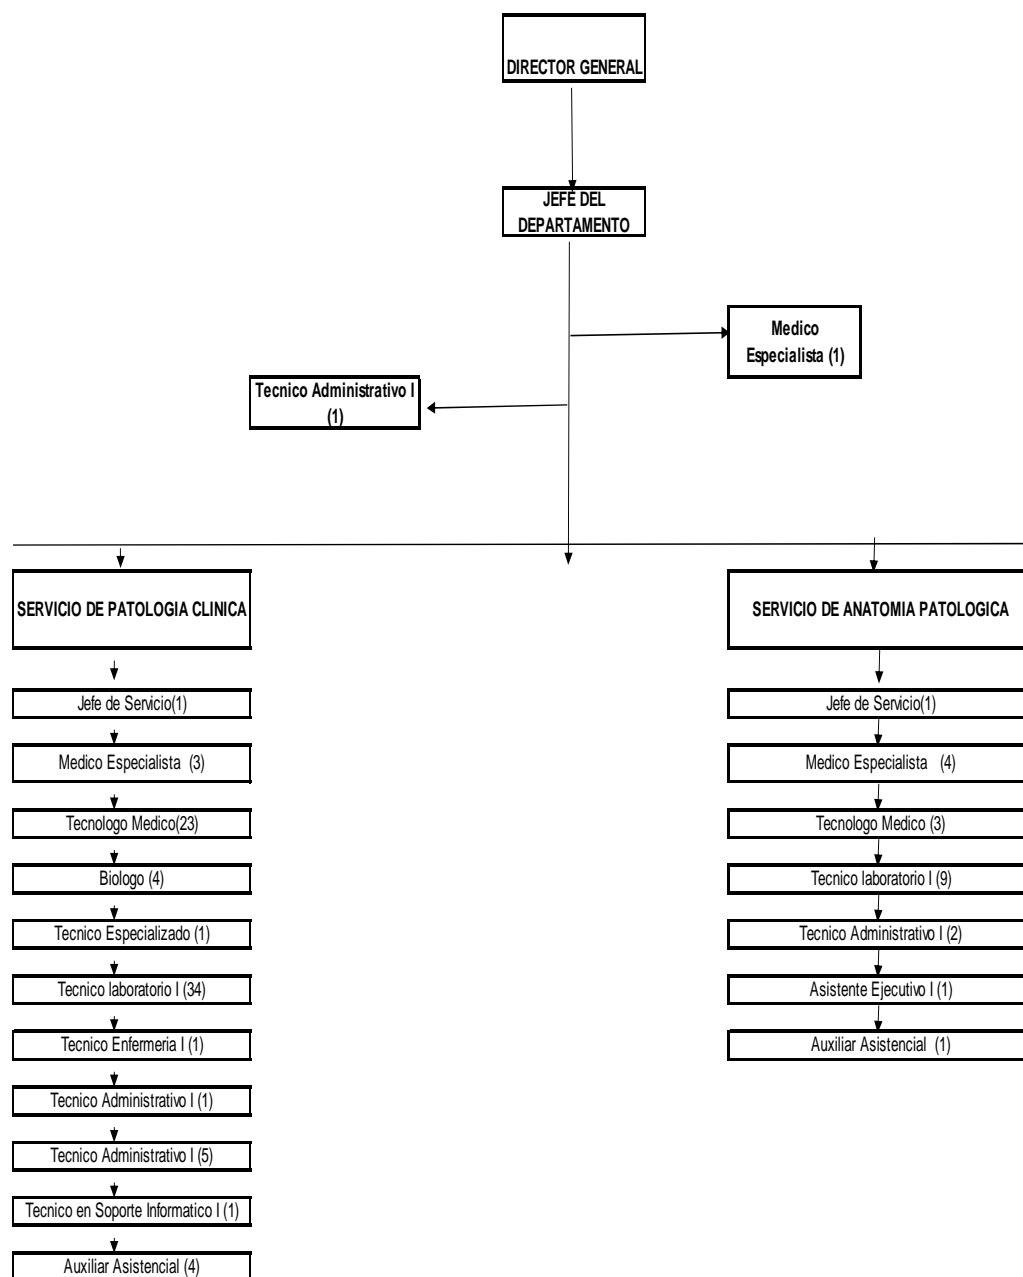 DIRECTOR GENERAL
JEFE DEL
DEPARTAMENTO
Medico
Especialista (1)
Tecnico Administrativo I
(1)
SERVICIO DE PATOLOGIA CLINICA
Jefe de Servicio(1)
Medico Especialista (3)
Tecnologo Medico(23)
Biologo (4)
Tecnico Especializado (1)
Tecnico laboratorio I (34)
Tecnico Enfermeria I (1)
Tecnico Administrativo I (1)
Tecnico Administrativo I (5)
Tecnico en Soporte Informatico I (1)
Auxiliar Asistencial (4)
SERVICIO DE ANATOMIA PATOLOGICA
Jefe de Servicio(1)
Medico Especialista (4)
Tecnologo Medico (3)
Tecnico laboratorio I (9)
Tecnico Administrativo I (2)
Asistente Ejecutivo I (1)
Auxiliar Asistencial (1)